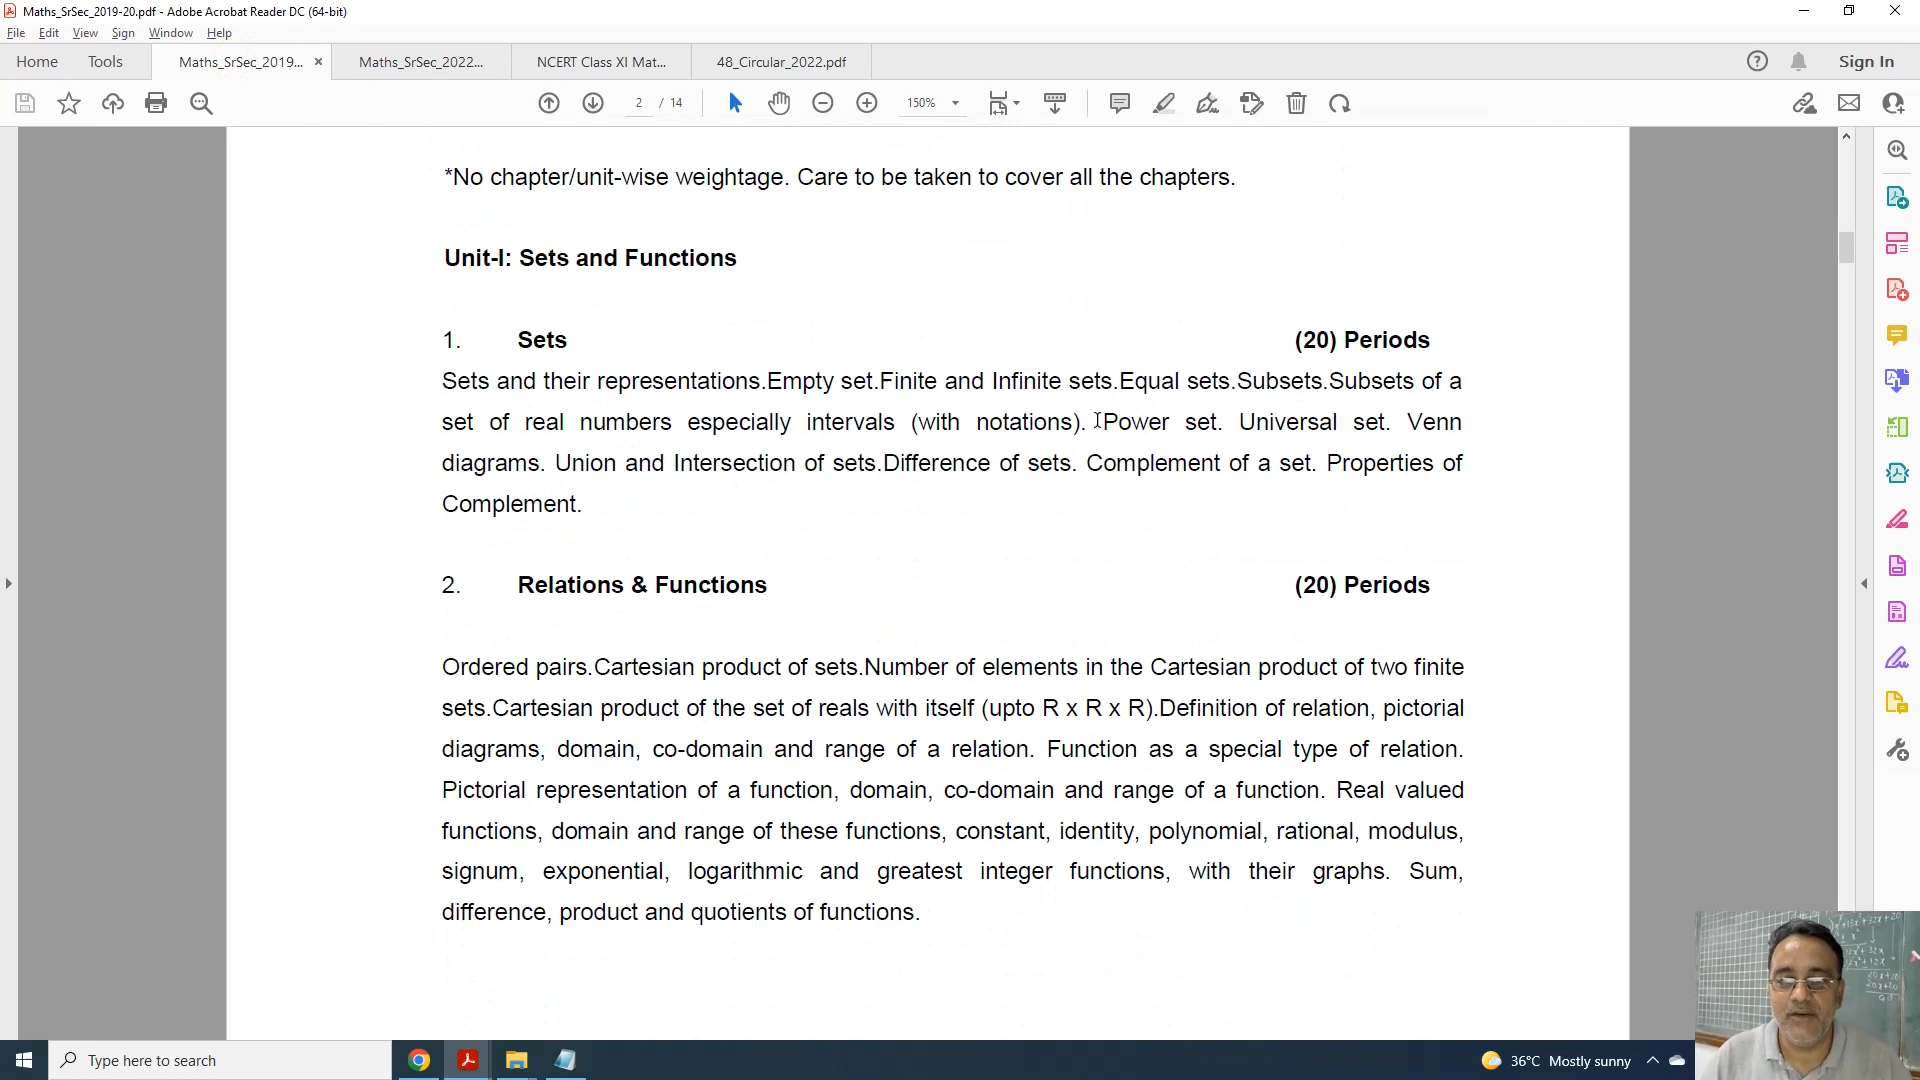 Maths_SrSec_2019-20.pdf - Adobe Acrobat Reader DC (64-bit)
File Edit View Sign Window Help
Home Tools Maths_SrSec_2019... × Maths_SrSec_2022... NCERT Class XI Mat... 48_Circular_2022.pdf Sign In
2 / 14 150%
*No chapter/unit-wise weightage. Care to be taken to cover all the chapters.
Unit-I: Sets and Functions
1. Sets (20) Periods
Sets and their representations.Empty set.Finite and Infinite sets.Equal sets.Subsets.Subsets of a
set of real numbers especially intervals (with notations). Power set. Universal set. Venn
diagrams. Union and Intersection of sets.Difference of sets. Complement of a set. Properties of
Complement.
2. Relations & Functions (20) Periods
Ordered pairs.Cartesian product of sets.Number of elements in the Cartesian product of two finite
sets.Cartesian product of the set of reals with itself (upto R x R x R).Definition of relation, pictorial
diagrams, domain, co-domain and range of a relation. Function as a special type of relation.
Pictorial representation of a function, domain, co-domain and range of a function. Real valued
functions, domain and range of these functions, constant, identity, polynomial, rational, modulus,
signum, exponential, logarithmic and greatest integer functions, with their graphs. Sum,
difference, product and quotients of functions.
Type here to search 36°C Mostly sunny